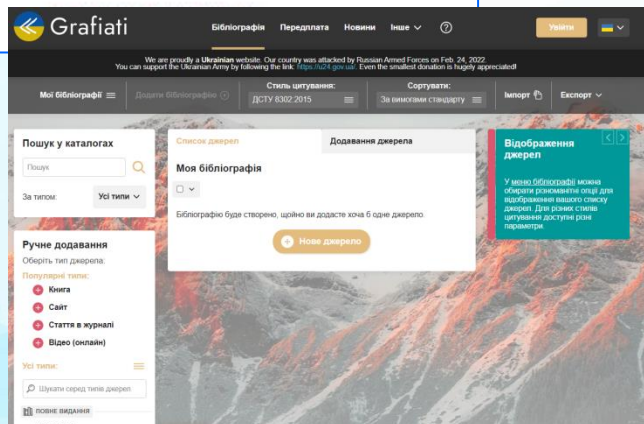 Grafiati
Бібліографія Передплата Новини Інше
Увійти
We are proudly a Ukrainian website. Our country was attacked by Russian Armed Forces on Feb. 24, 2022.
You can support the Ukrainian Army by following the link: https://u24.gov.ua/. Even the smallest donation is hugely appreciated!
Мої бібліографії
Додати бібліографію
Стиль цитування:
ДСТУ 8302:2015
Сортувати:
За вимогами стандарту
Імпорт
Експорт
Пошук у каталогах
Пошук
За типом: Усі типи
Ручне додавання
Оберіть тип джерела:
Популярні типи:
Книга
Сайт
Стаття в журналі
Відео (онлайн)
Усі типи:
Шукати серед типів джерел
ПОВНЕ ВИДАННЯ
Список джерел
Додавання джерела
Моя бібліографія
Бібліографію буде створено, щойно ви додасте хоча б одне джерело.
Нове джерело
Відображення
джерел
У меню бібліографії можна
обирати різноманітні опції для
відображення вашого списку
джерел. Для різних стилів
цитування доступні різні
параметри.